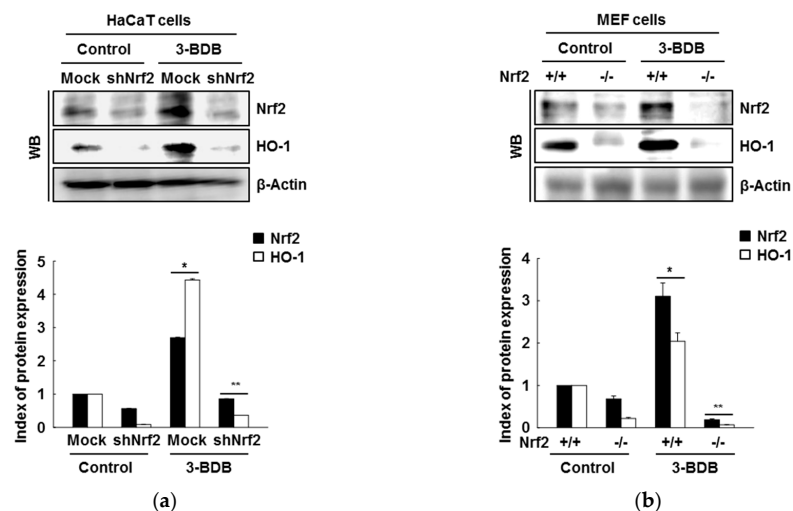 HaCaT cells
Control 3-BDB
Mock shNrf2 Mock shNrf2
WB
Nrf2
HO-1
β-Actin
Nrf2
HO-1
Index of protein expression
5
4
3
2
1
0
*
**
Mock shNrf2 Mock shNrf2
Control 3-BDB
(a)
MEF cells
Control 3-BDB
Nrf2 +/+ -/- +/+ -/-
WB
Nrf2
HO-1
β-Actin
Nrf2
HO-1
Index of protein expression
4
3
2
1
0
*
**
Nrf2 +/+ -/- +/+ -/-
Control 3-BDB
(b)